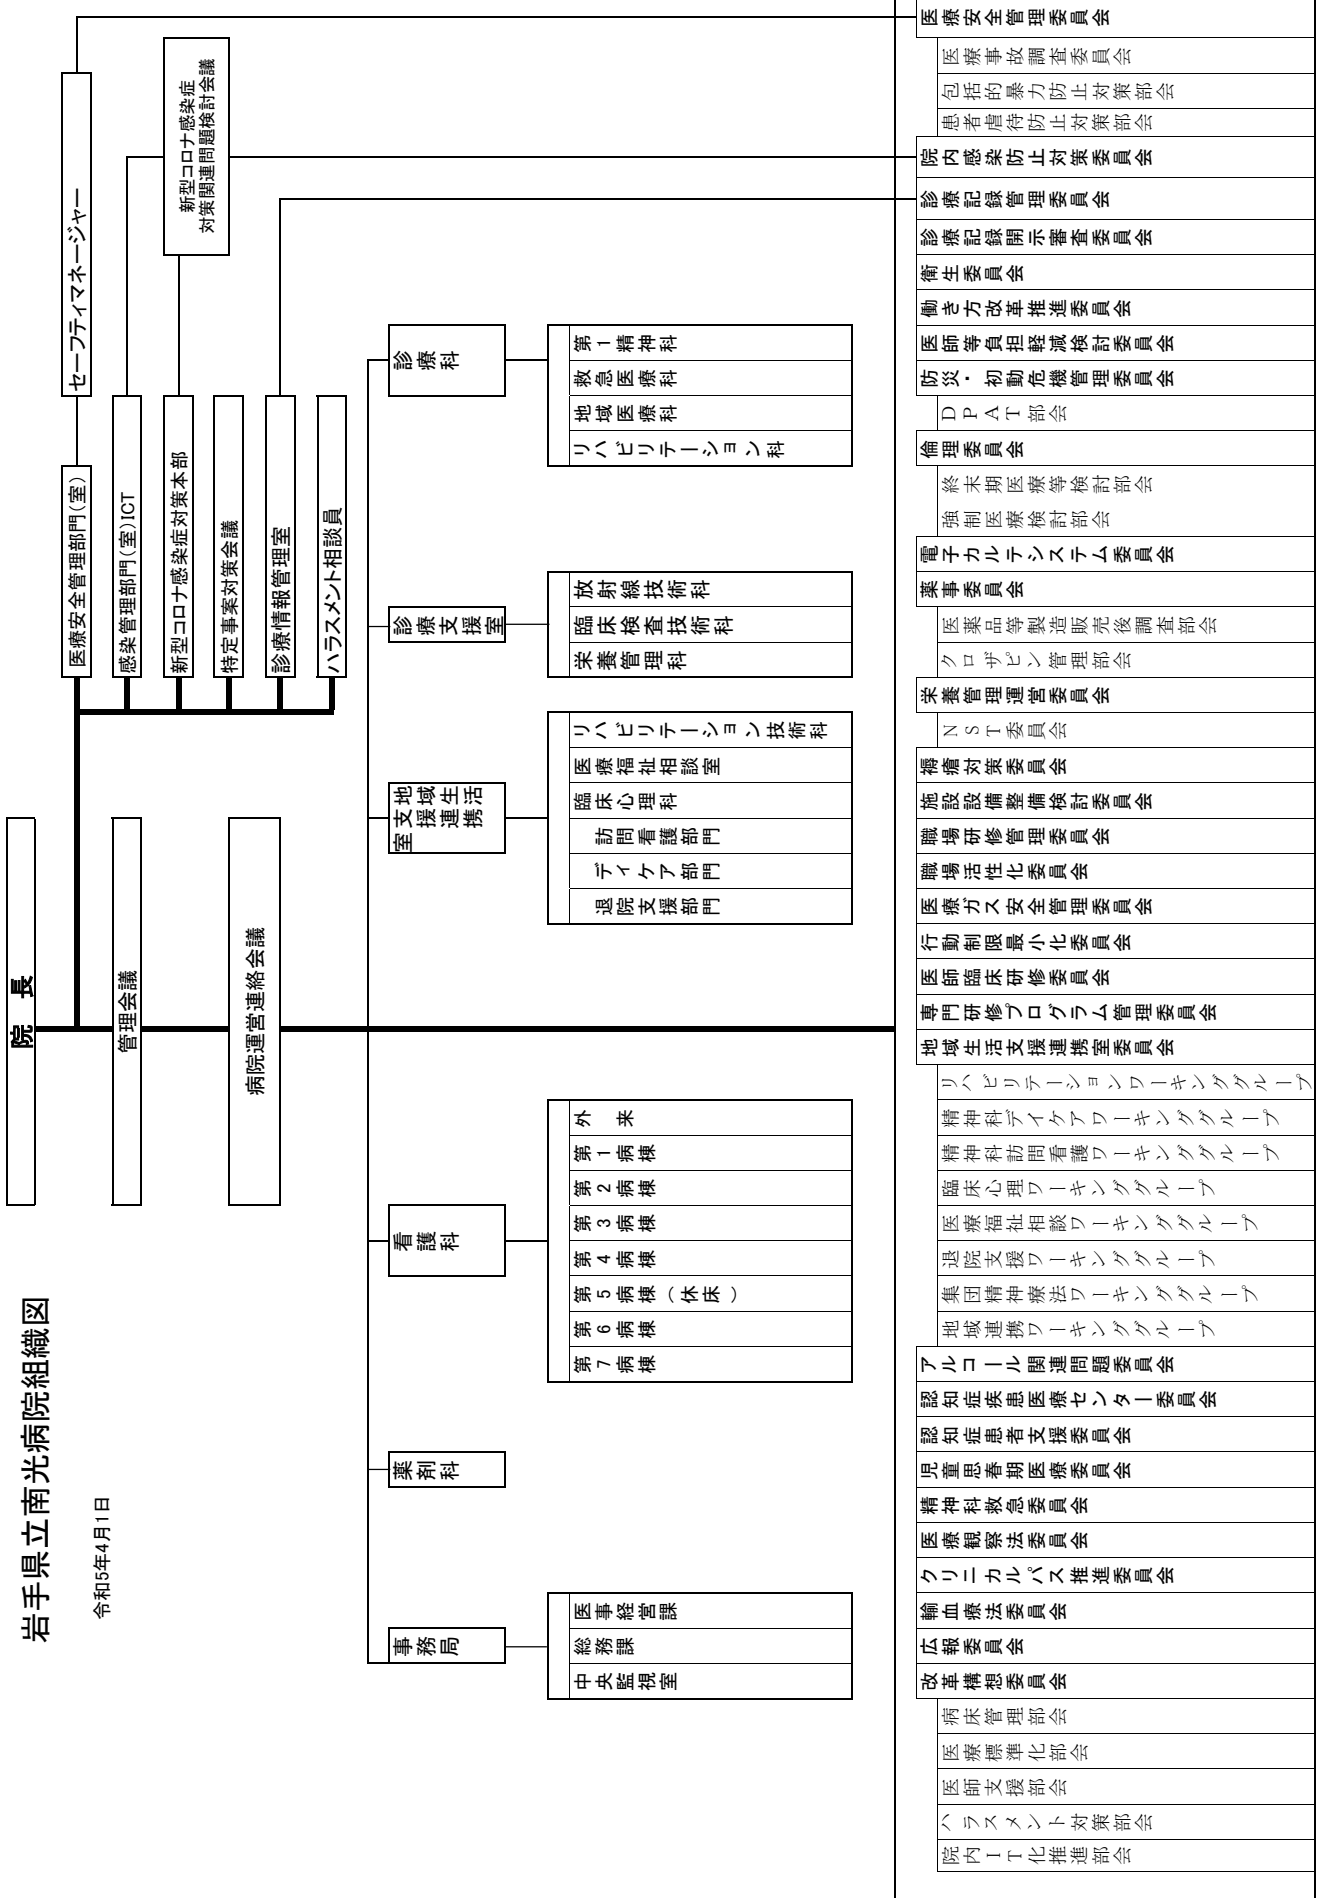 岩手県立南光病院組織図
令和5年4月1日
院　長
管理会議
病院運営連絡会議
医療安全管理部門（室）
セーフティマネージャー
感染管理部門（室）ICT
新型コロナ感染症対策本部
新型コロナ感染症
対策関連問題検討会議
特定事案対策会議
診療情報管理室
ハラスメント相談員
事務局
医事経営課
総務課
中央監視室
薬剤科
看護科
外　来
第１病棟
第２病棟
第３病棟
第４病棟
第５病棟（休床）
第６病棟
第７病棟
地域生活
支援連携
室
リハビリテーション技術科
医療福祉相談室
臨床心理科
訪問看護部門
ディケア部門
退院支援部門
診療支援室
放射線技術科
臨床検査技術科
栄養管理科
診療科
第１精神科
救急医療科
地域医療科
リハビリテーション科
医療安全管理委員会
医療事故調査委員会
包括的暴力防止対策部会
患者虐待防止対策部会
院内感染防止対策委員会
診療記録管理委員会
診療記録開示審査委員会
衛生委員会
働き方改革推進委員会
医師等負担軽減検討委員会
防災・初動危機管理委員会
ＤＰＡＴ部会
倫理委員会
終末期医療等検討部会
強制医療検討部会
電子カルテシステム委員会
薬事委員会
医薬品等製造販売後調査部会
クロザピン管理部会
栄養管理運営委員会
ＮＳＴ委員会
褥瘡対策委員会
施設設備整備検討委員会
職場研修管理委員会
職場活性化委員会
医療ガス安全管理委員会
行動制限最小化委員会
医師臨床研修委員会
専門研修プログラム管理委員会
地域生活支援連携室委員会
リハビリテーションワーキンググループ
精神科デイケアワーキンググループ
精神科訪問看護ワーキンググループ
臨床心理ワーキンググループ
医療福祉相談ワーキンググループ
退院支援ワーキンググループ
集団精神療法ワーキンググループ
地域連携ワーキンググループ
アルコール関連問題委員会
認知症疾患医療センター委員会
認知症患者支援委員会
児童思春期医療委員会
精神科救急委員会
医療観察法委員会
クリニカルパス推進委員会
輸血療法委員会
広報委員会
改革構想委員会
病床管理部会
医療標準化部会
医師支援部会
ハラスメント対策部会
院内ＩＴ化推進部会